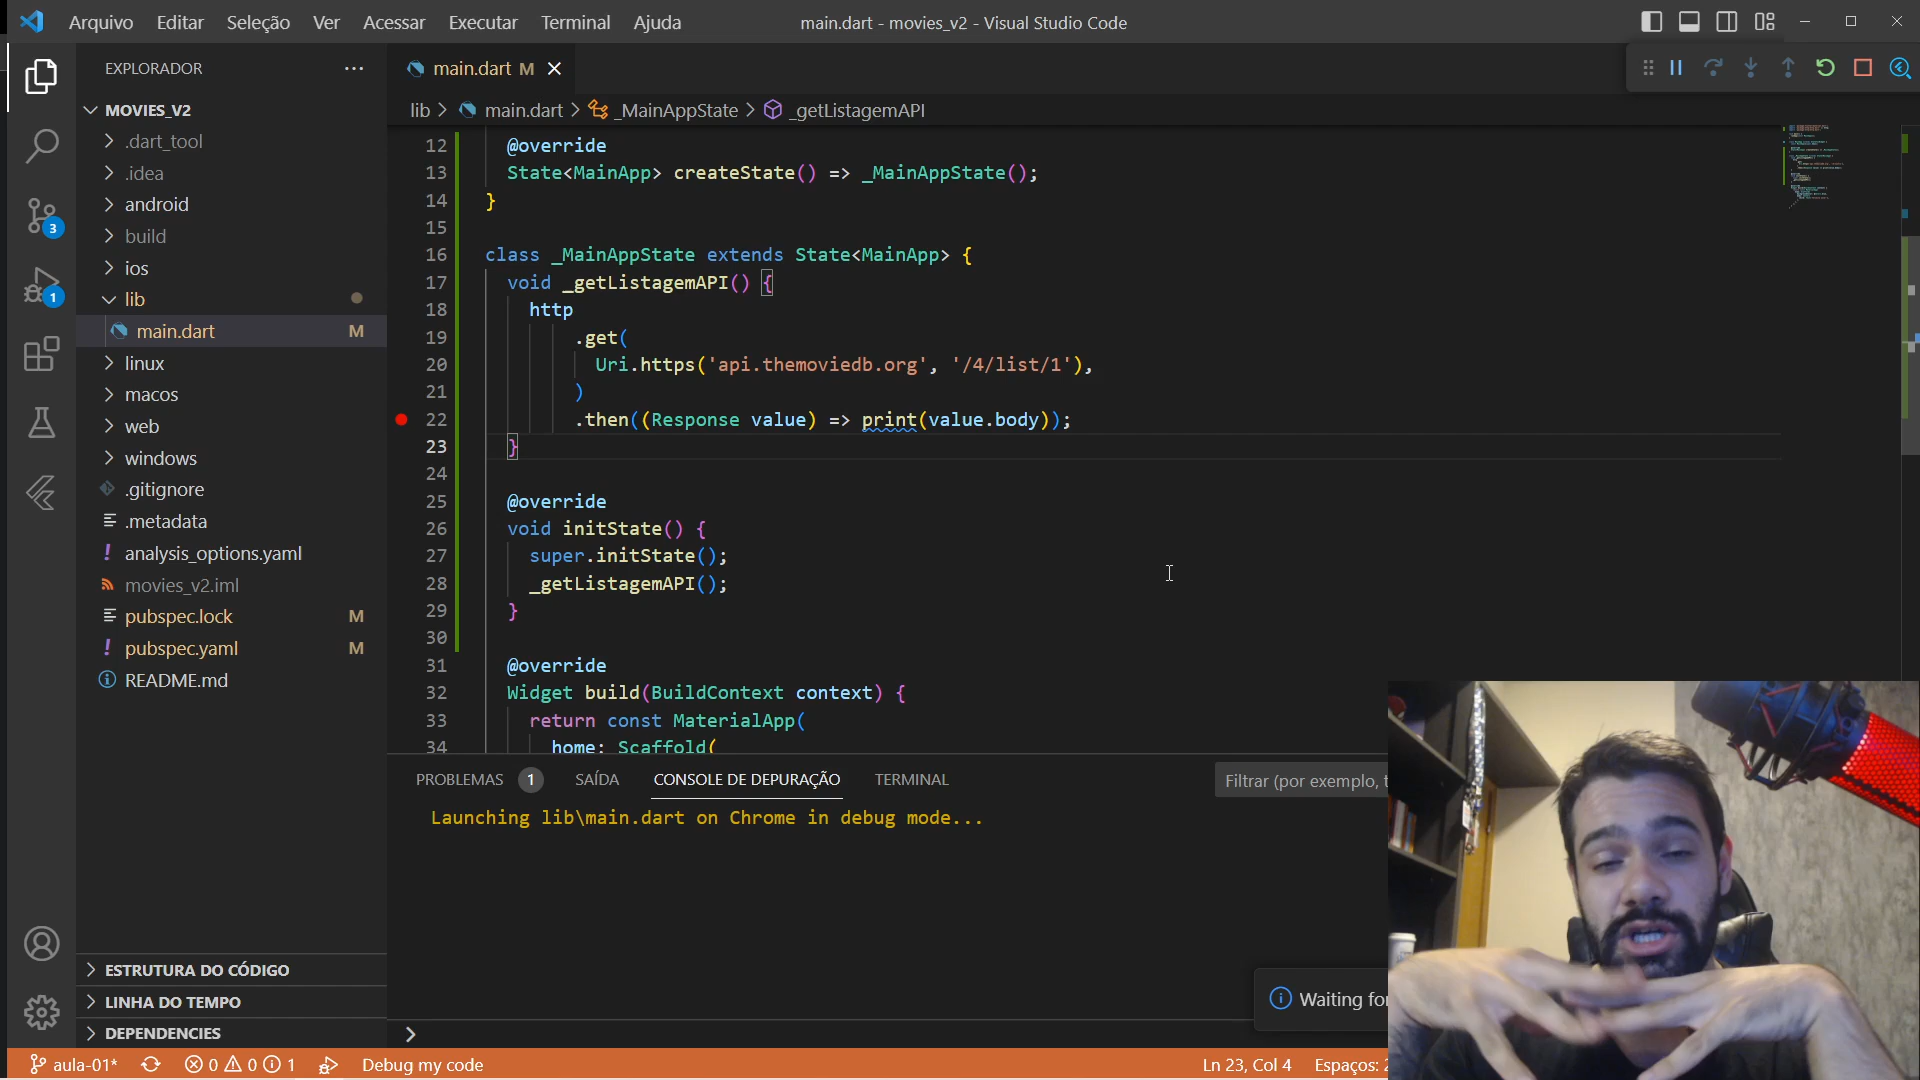 Arquivo Editar Seleção Ver Acessar Executar Terminal Ajuda
main.dart - movies_v2 - Visual Studio Code
EXPLORADOR
MOVIES_V2
.dart_tool
.idea
android
build
ios
lib
main.dart M
linux
macos
web
windows
.gitignore
.metadata
analysis_options.yaml
movies_v2.iml
pubspec.lock M
pubspec.yaml M
README.md
ESTRUTURA DO CÓDIGO
LINHA DO TEMPO
DEPENDENCIES
3
1
main.dart M
lib > main.dart > _MainAppState > _getListagemAPI
12 @override
13 State<MainApp> createState() => _MainAppState();
14 }
15
16 class _MainAppState extends State<MainApp> {
17 void _getListagemAPI() {
18 http
19 .get(
20 Uri.https('api.themoviedb.org', '/4/list/1'),
21 )
22 .then((Response value) => print(value.body));
23 }
24
25 @override
26 void initState() {
27 super.initState();
28 _getListagemAPI();
29 }
30
31 @override
32 Widget build(BuildContext context) {
33 return const MaterialApp(
34 home: Scaffold(
PROBLEMAS 1 SAÍDA CONSOLE DE DEPURAÇÃO TERMINAL
Filtrar (por exemplo,
Launching lib\main.dart on Chrome in debug mode...
Waiting
>
aula-01* 0 0 1 Debug my code
Ln 23, Col 4 Espaços: